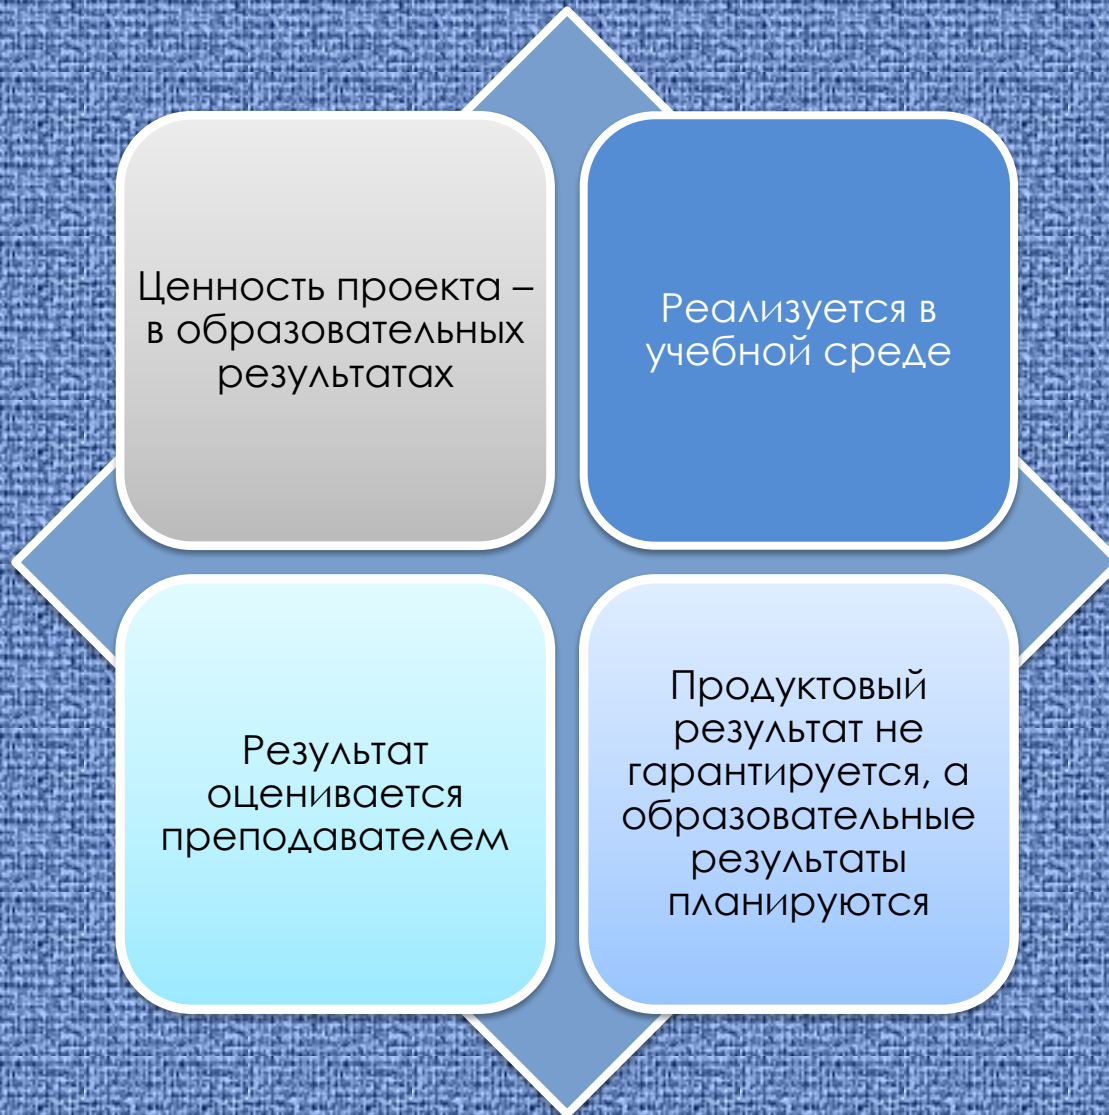 Ценность проекта –
в образовательных
результатах
Реализуется в
учебной среде
Результат
оценивается
преподавателем
Продуктовый
результат не
гарантируется, а
образовательные
результаты
планируются